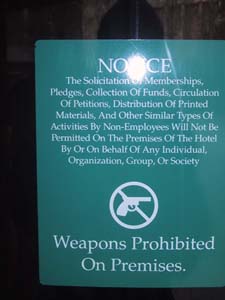 NOTICE
The Solicitation Of Memberships,
Pledges, Collection Of Funds, Circulation
Of Petitions, Distribution Of Printed
Materials, And Other Similar Types Of
Activities By Non-Employees Will Not Be
Permitted On The Premises Of The Hotel
By Or On Behalf Of Any Individual,
Organization, Group, Or Society
Weapons Prohibited
On Premises.